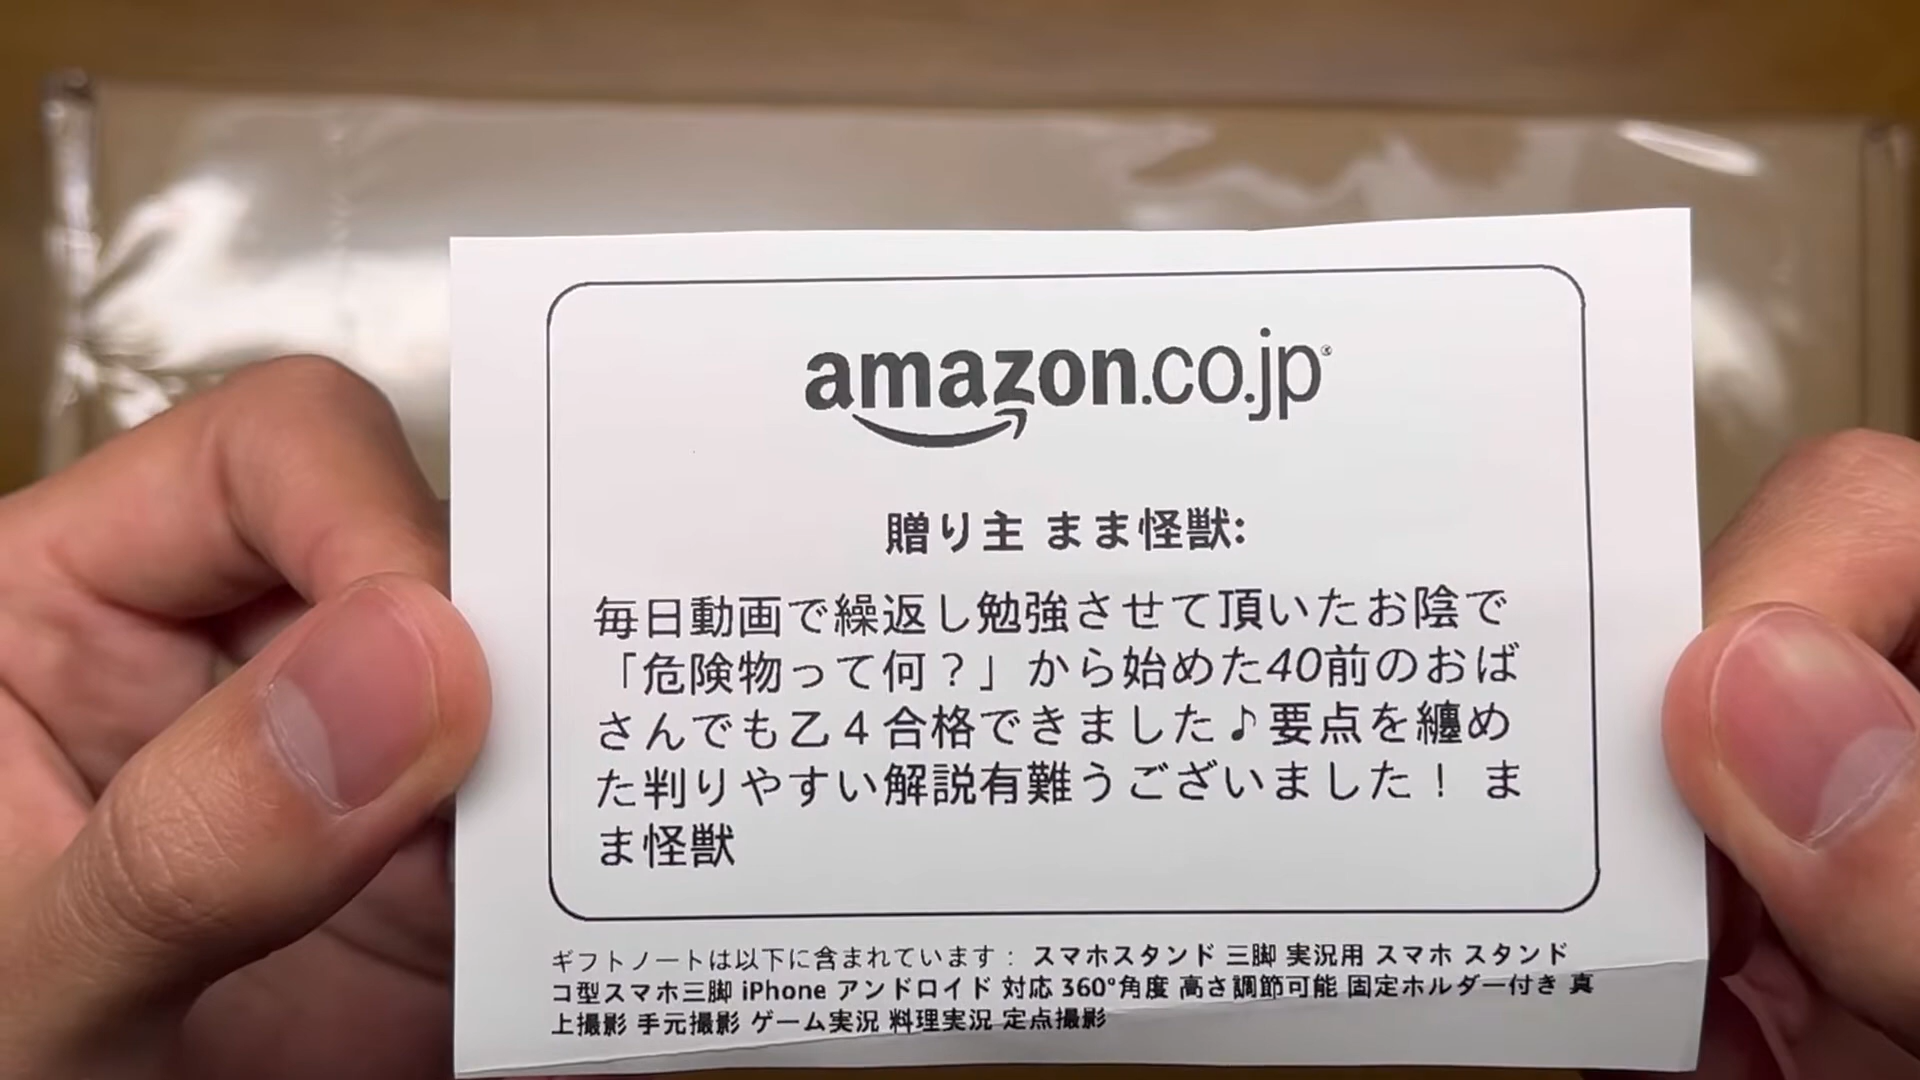 amazon.co.jp
贈り主 まま怪獣:
毎日動画で繰返し勉強させて頂いたお陰で
「危険物って何？」から始めた40前のおば
さんでも乙４合格できました♪要点を纏め
た判りやすい解説有難うございました！ ま
ま怪獣
ギフトノートは以下に含まれています： スマホスタンド 三脚 実況用 スマホ スタンド
コ型スマホ三脚 iPhone アンドロイド 対応 360°角度 高さ調節可能 固定ホルダー付き 真
上撮影 手元撮影 ゲーム実況 料理実況 定点撮影